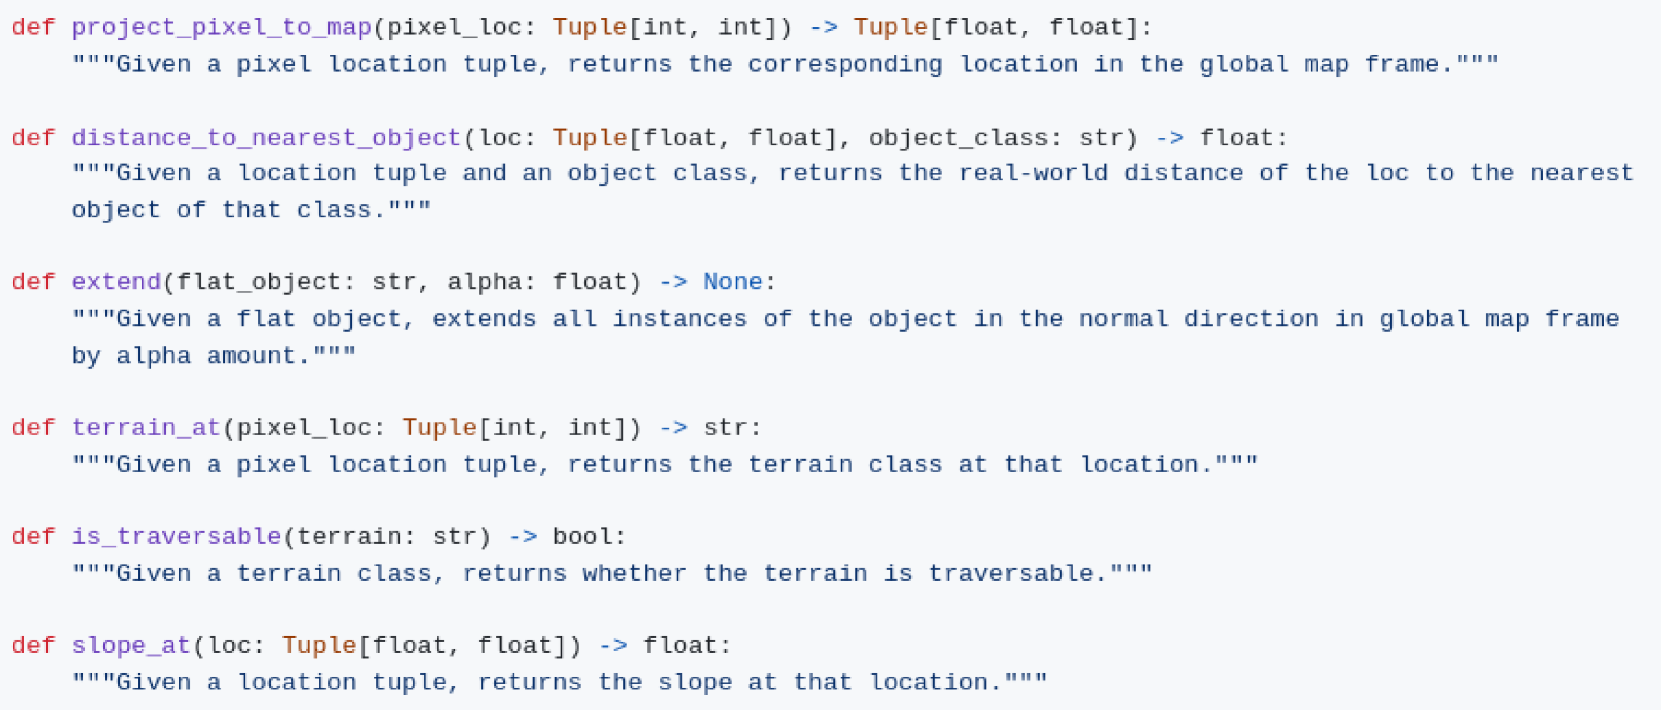 def project_pixel_to_map(pixel_loc: Tuple[int, int]) -> Tuple[float, float]:
    """Given a pixel location tuple, returns the corresponding location in the global map frame."""
def distance_to_nearest_object(loc: Tuple[float, float], object_class: str) -> float:
    """Given a location tuple and an object class, returns the real-world distance of the loc to the nearest
    object of that class."""
def extend(flat_object: str, alpha: float) -> None:
    """Given a flat object, extends all instances of the object in the normal direction in global map frame
    by alpha amount."""
def terrain_at(pixel_loc: Tuple[int, int]) -> str:
    """Given a pixel location tuple, returns the terrain class at that location."""
def is_traversable(terrain: str) -> bool:
    """Given a terrain class, returns whether the terrain is traversable."""
def slope_at(loc: Tuple[float, float]) -> float:
    """Given a location tuple, returns the slope at that location."""